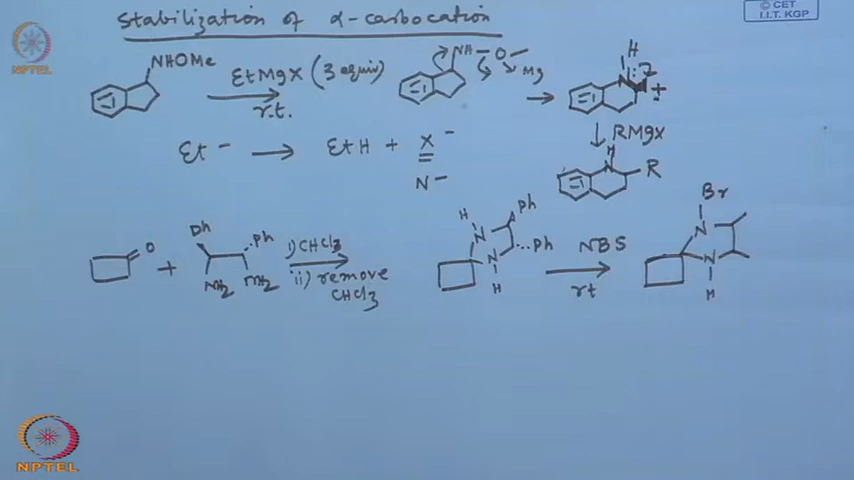 Stabilization of α-carbocation
© CET
I.I.T. KGP
NPTEL
NHOMe
EtMgX (3 equiv)
r.t.
NH-O
Mg
H
N
+
RMgX
H
N
R
Et⁻ → EtH + X⁻
N⁻
O
+
Ph
Ph
NH2
NH2
i) CHCl3
ii) remove
CHCl3
H
N
Ph
Ph
N
H
NBS
rt
Br
N
N
H
NPTEL